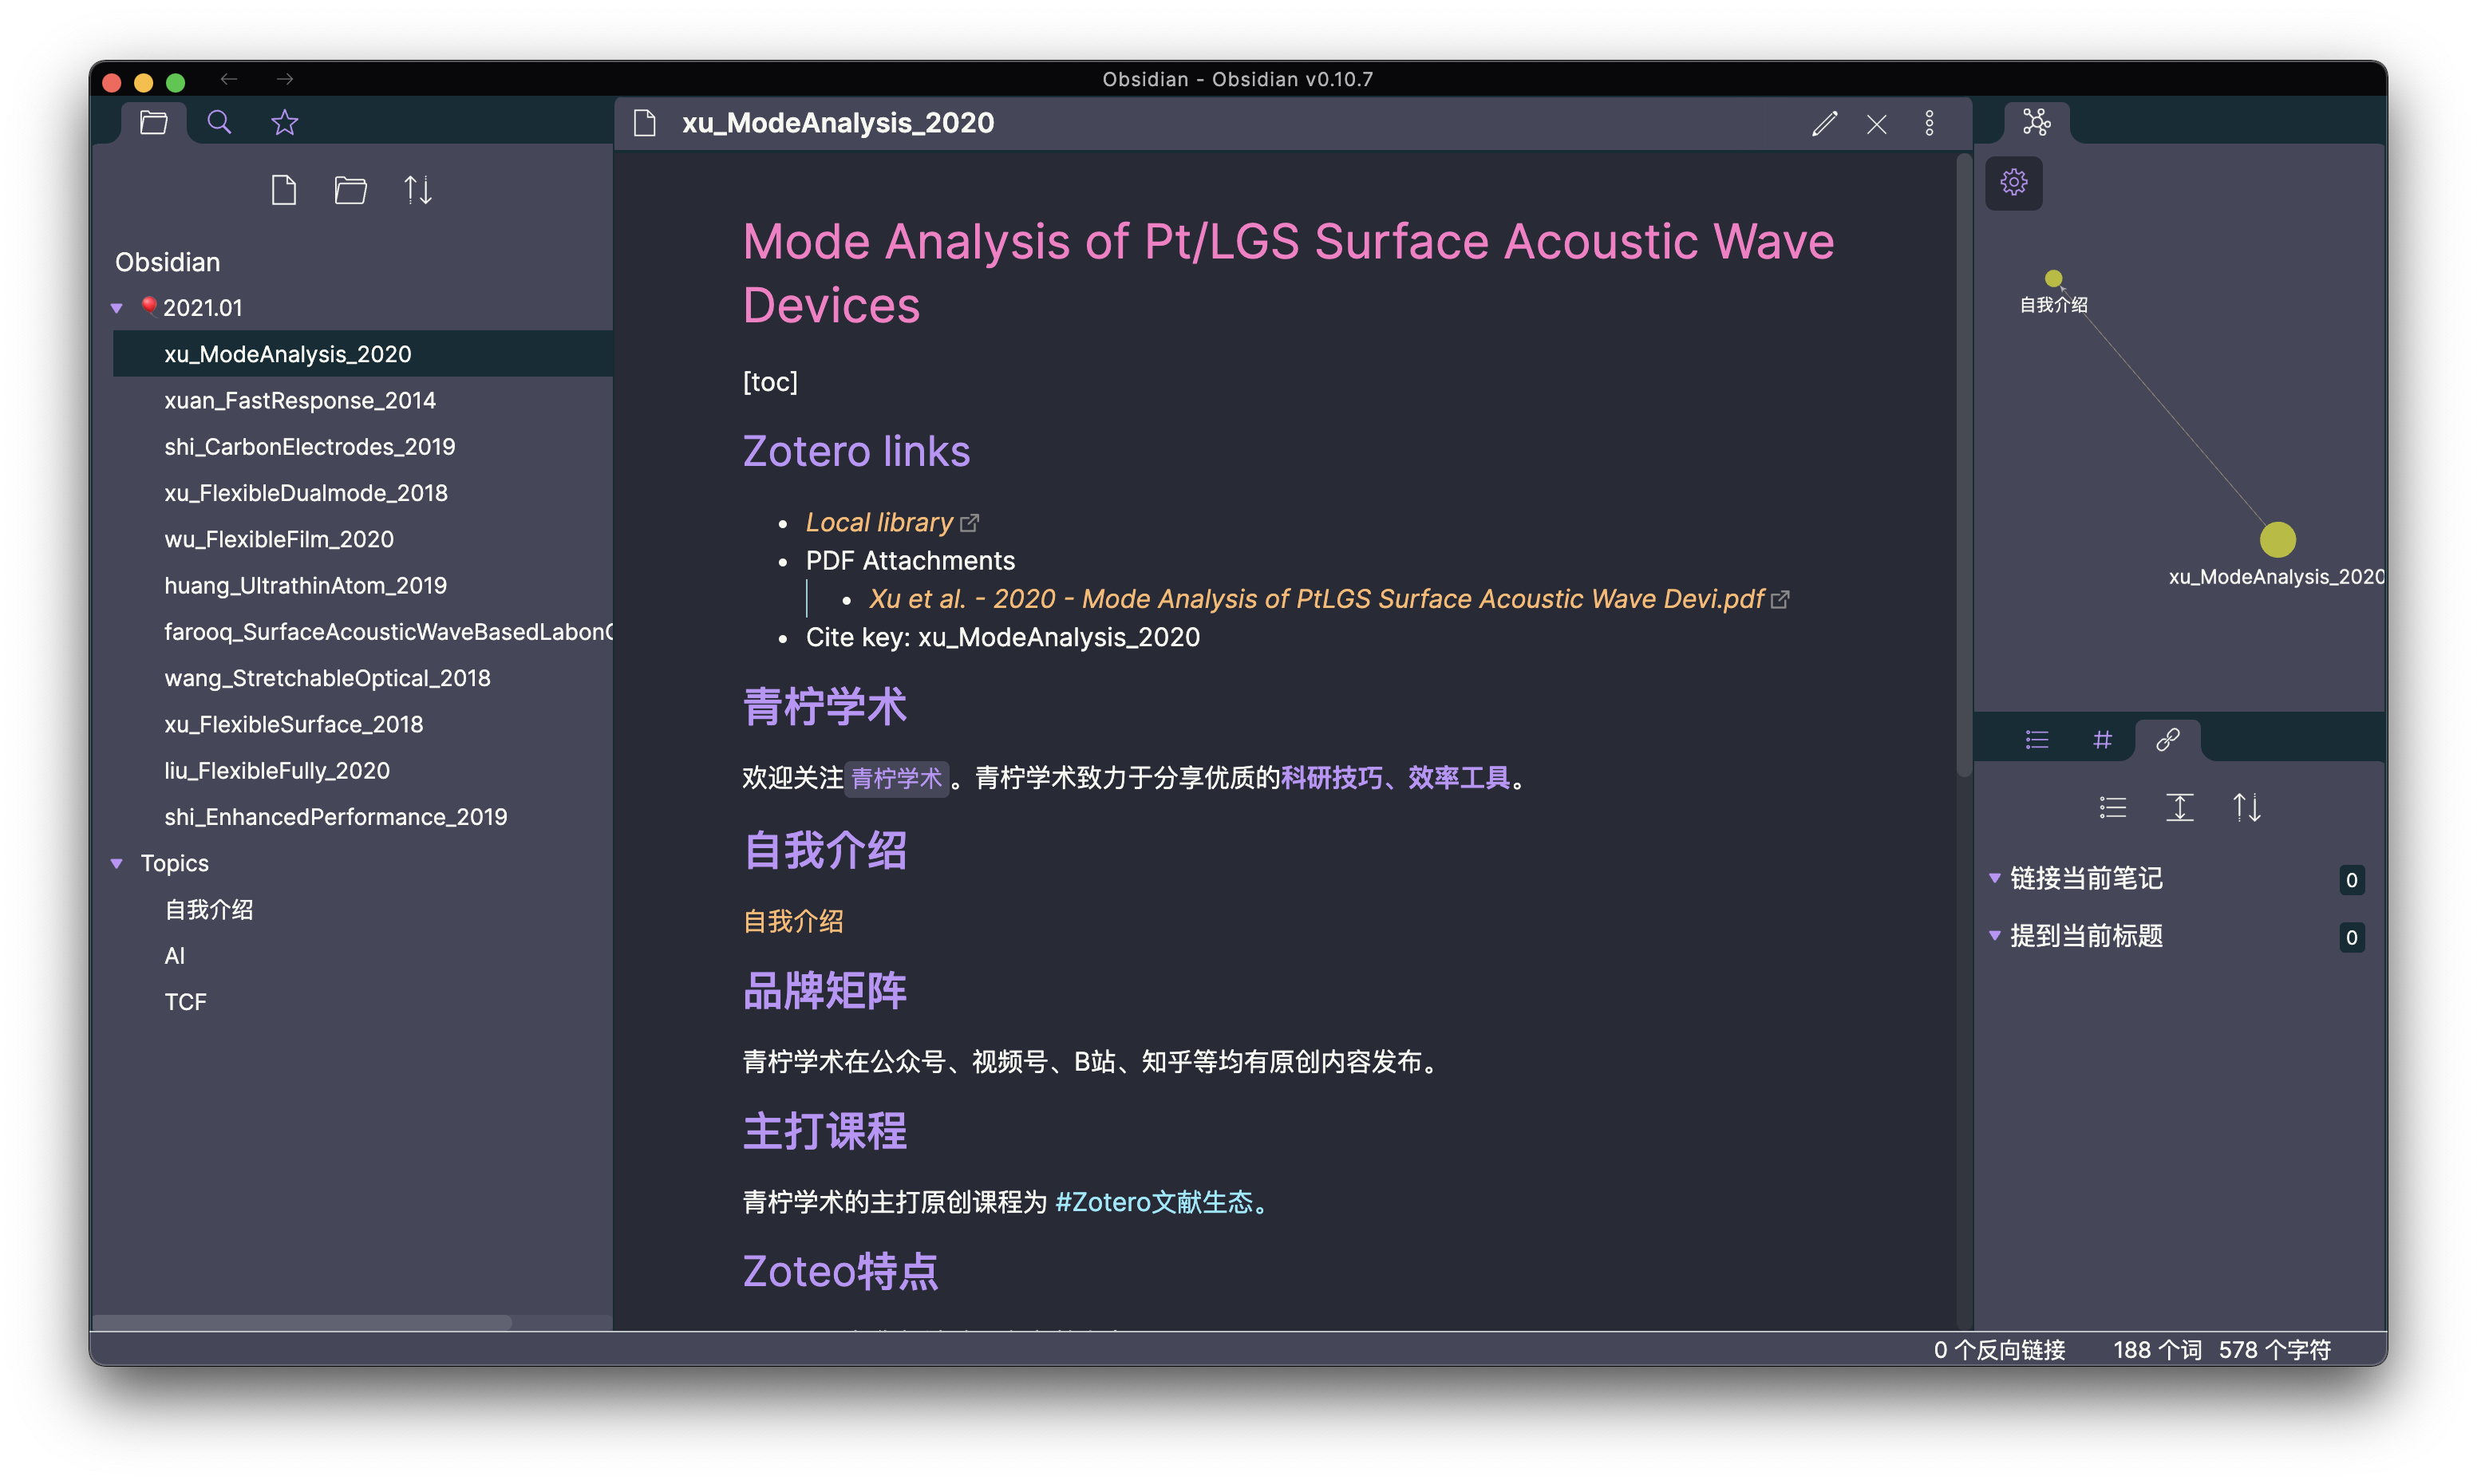 Obsidian - Obsidian v0.10.7
Obsidian
2021.01
xu_ModeAnalysis_2020
xuan_FastResponse_2014
shi_CarbonElectrodes_2019
xu_FlexibleDualmode_2018
wu_FlexibleFilm_2020
huang_UltrathinAtom_2019
farooq_SurfaceAcousticWaveBasedLabon
wang_StretchableOptical_2018
xu_FlexibleSurface_2018
liu_FlexibleFully_2020
shi_EnhancedPerformance_2019
Topics
自我介绍
AI
TCF
xu_ModeAnalysis_2020
Mode Analysis of Pt/LGS Surface Acoustic Wave
Devices
[toc]
Zotero links
Local library
PDF Attachments
Xu et al. - 2020 - Mode Analysis of PtLGS Surface Acoustic Wave Devi.pdf
Cite key: xu_ModeAnalysis_2020
青柠学术
欢迎关注青柠学术。青柠学术致力于分享优质的科研技巧、效率工具。
自我介绍
自我介绍
品牌矩阵
青柠学术在公众号、视频号、B站、知乎等均有原创内容发布。
主打课程
青柠学术的主打原创课程为 #Zotero文献生态。
Zoteo特点
自我介绍
xu_ModeAnalysis_2020
链接当前笔记 0
提到当前标题 0
0 个反向链接 188 个词 578 个字符